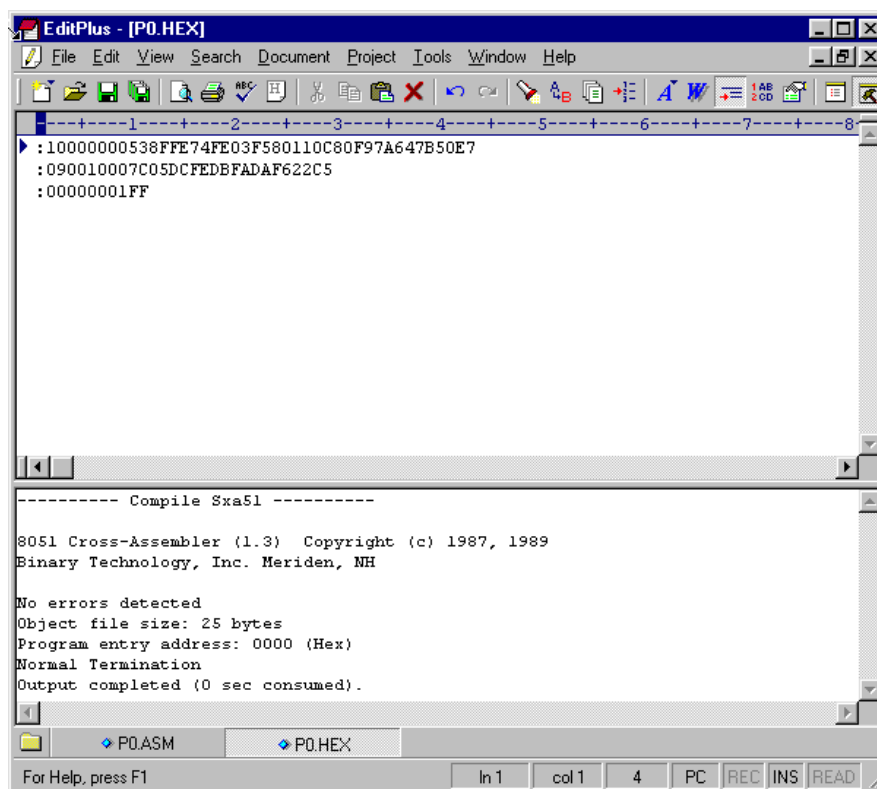 EditPlus - [P0.HEX]
File Edit View Search Document Project Tools Window Help
----+----1----+----2----+----3----+----4----+----5----+----6----+----7----+----8-
:10000000538FFE74FE03F580110C80F97A647B50E7
:090010007C05DCFEDBFADAF622C5
:00000001FF
---------- Compile Sxa51 ----------
8051 Cross-Assembler (1.3)  Copyright (c) 1987, 1989
Binary Technology, Inc. Meriden, NH
No errors detected
Object file size: 25 bytes
Program entry address: 0000 (Hex)
Normal Termination
Output completed (0 sec consumed).
P0.ASM P0.HEX
For Help, press F1 ln 1 col 1 4 PC REC INS READ